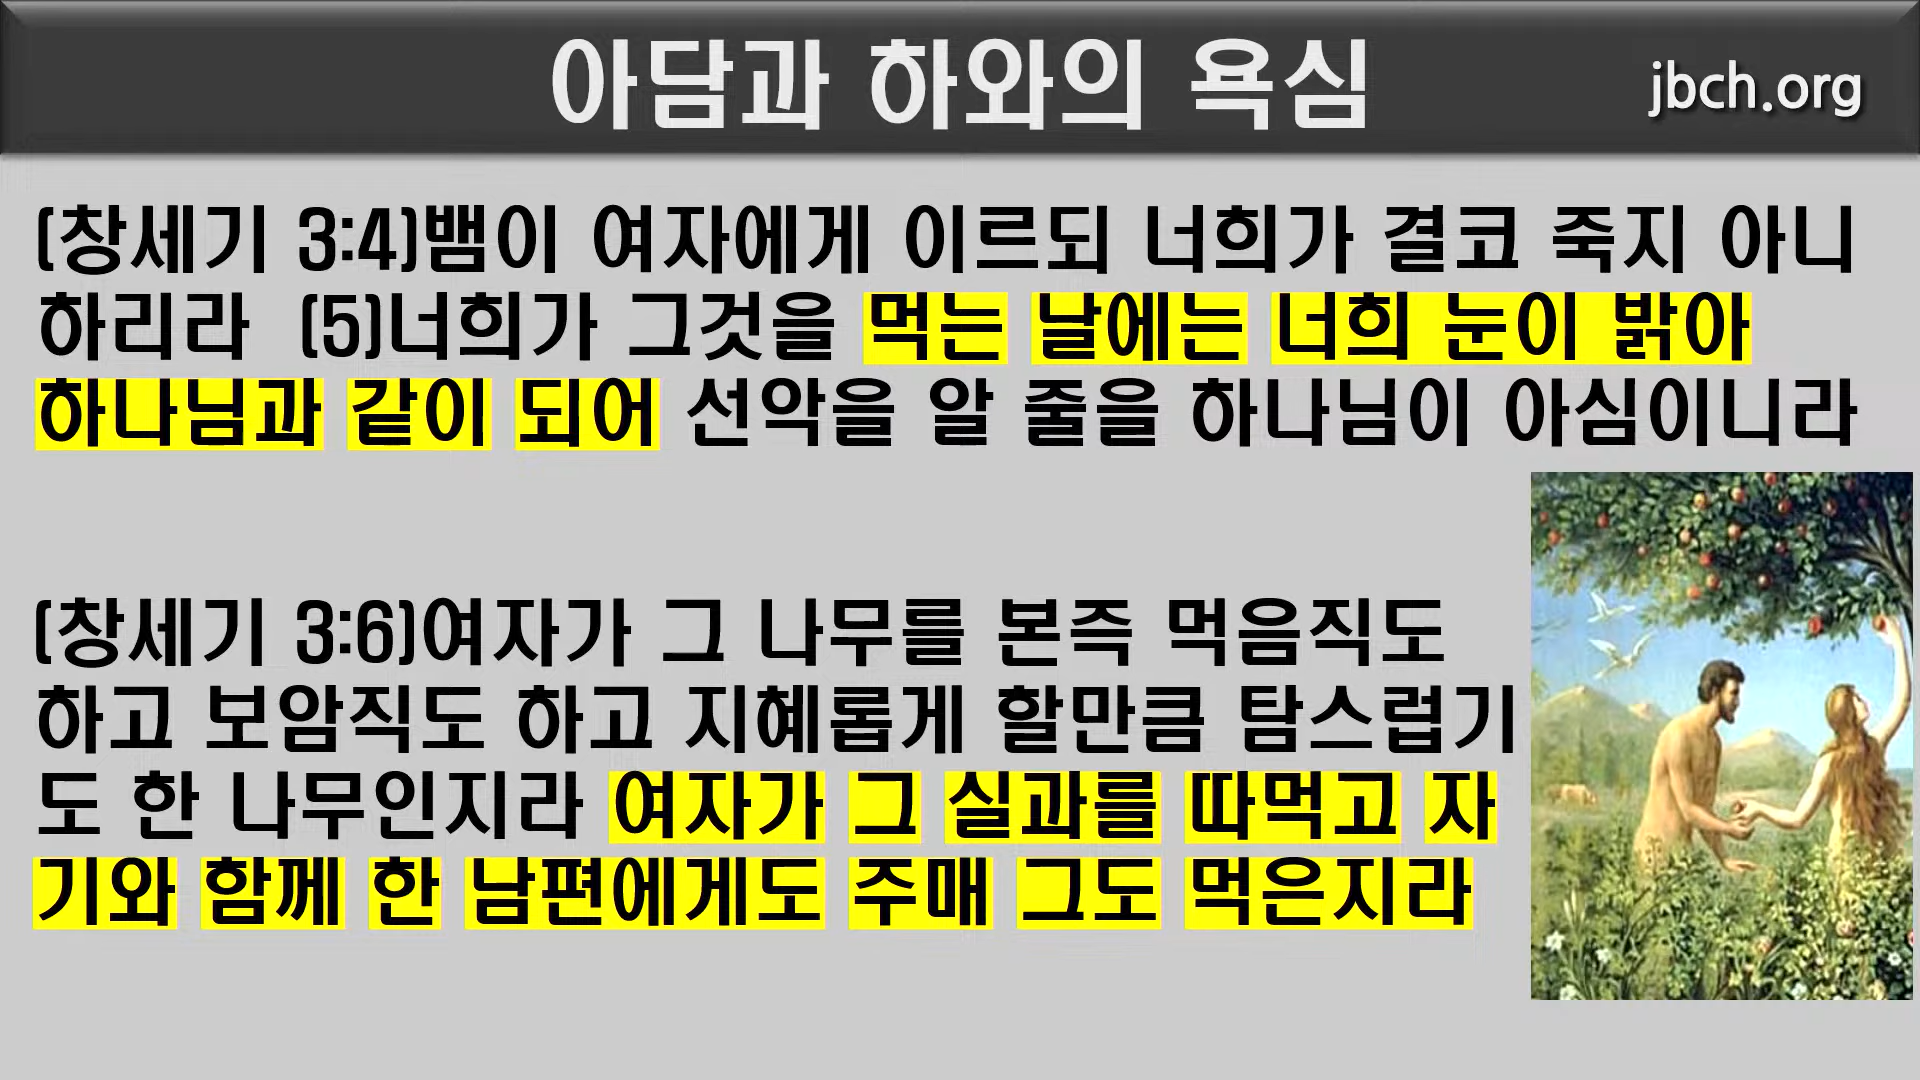 아담과 하와의 욕심
jbch.org
(창세기 3:4)뱀이 여자에게 이르되 너희가 결코 죽지 아니
하리라 (5)너희가 그것을 먹는 날에는 너희 눈이 밝아
하나님과 같이 되어 선악을 알 줄을 하나님이 아심이니라
(창세기 3:6)여자가 그 나무를 본즉 먹음직도
하고 보암직도 하고 지혜롭게 할만큼 탐스럽기
도 한 나무인지라 여자가 그 실과를 따먹고 자
기와 함께 한 남편에게도 주매 그도 먹은지라